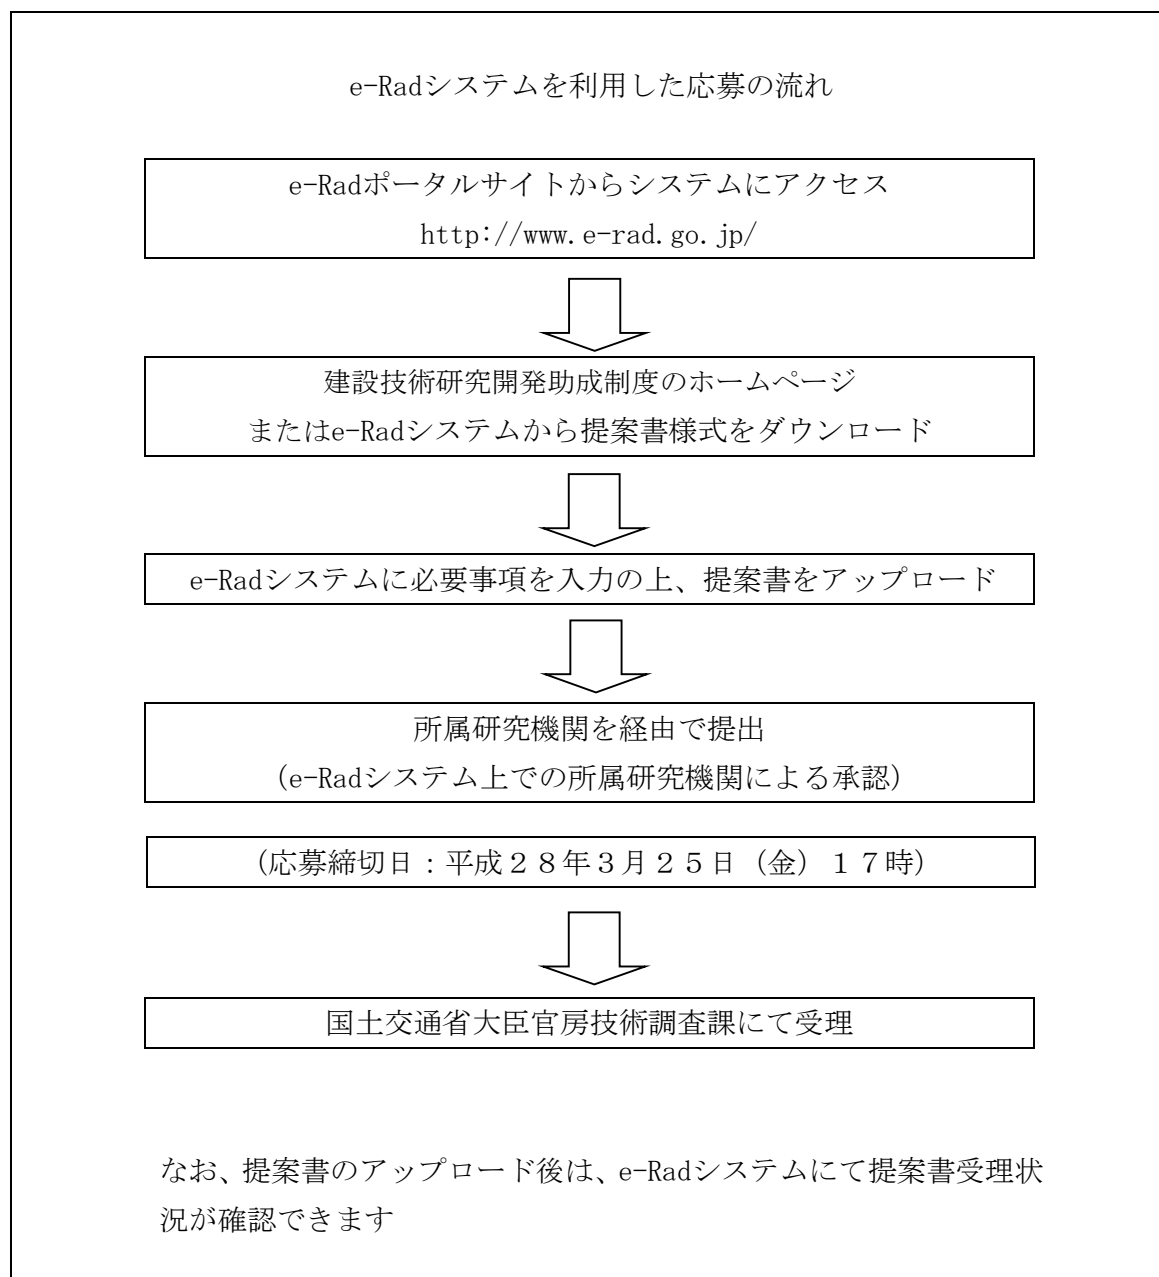 e-Radシステムを利用した応募の流れ
e-Radポータルサイトからシステムにアクセス
http://www.e-rad.go.jp/
建設技術研究開発助成制度のホームページ
またはe-Radシステムから提案書様式をダウンロード
e-Radシステムに必要事項を入力の上、提案書をアップロード
所属研究機関を経由で提出
（e-Radシステム上での所属研究機関による承認）
（応募締切日：平成２８年３月２５日（金）１７時）
国土交通省大臣官房技術調査課にて受理
なお、提案書のアップロード後は、e-Radシステムにて提案書受理状
況が確認できます